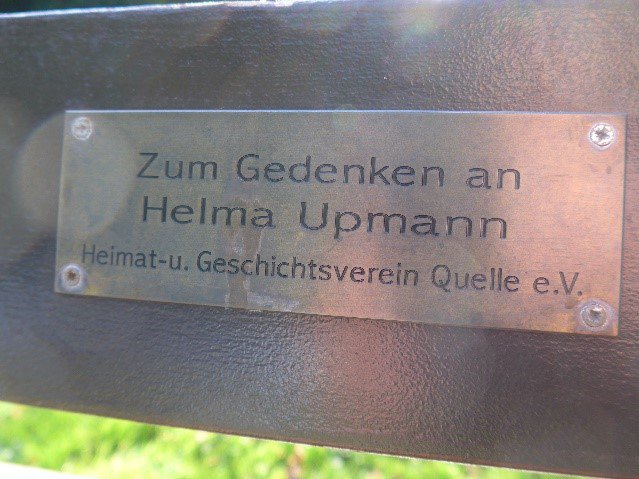 Zum Gedenken an
Helma Upmann
Heimat-u. Geschichtsverein Quelle e.V.